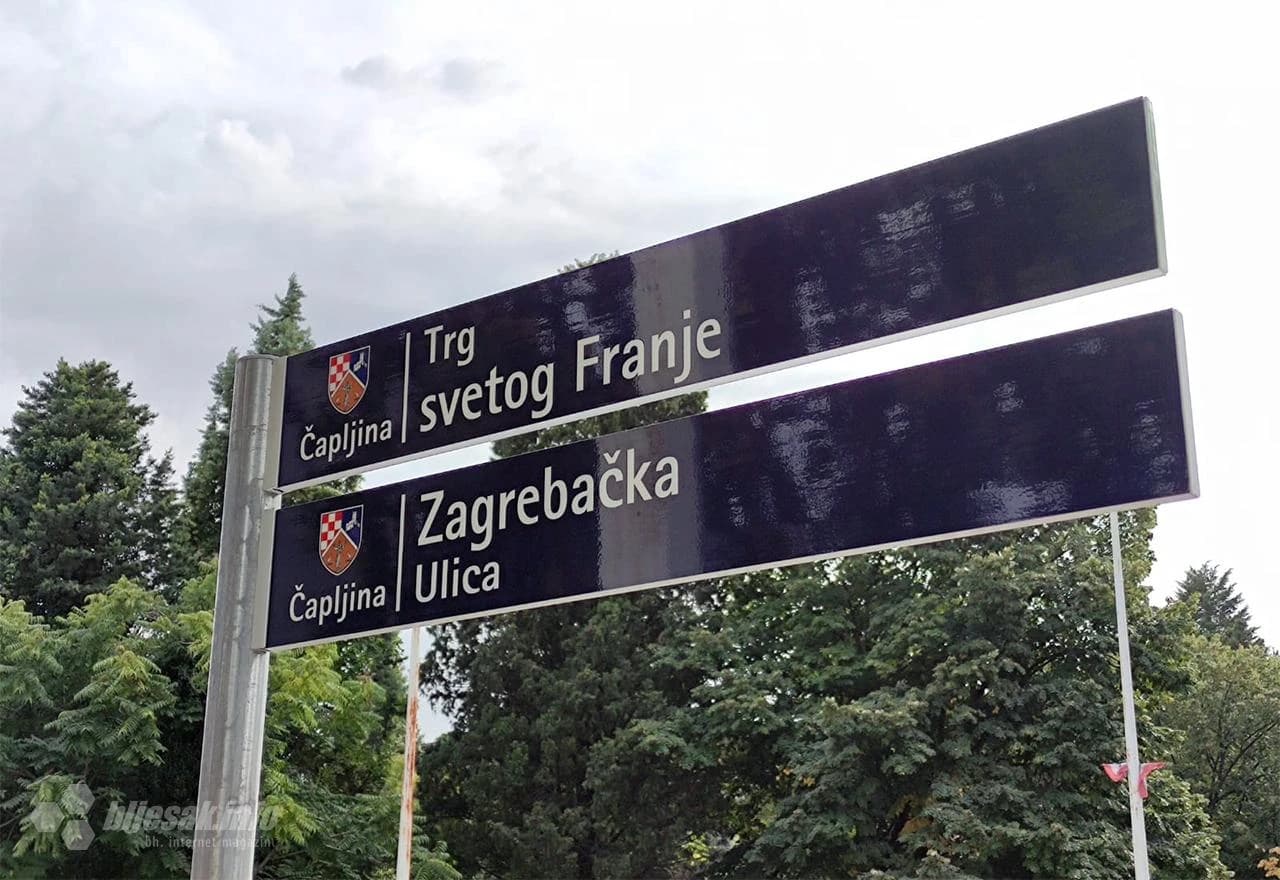 Trg
svetog Franje
Čapljina
Zagrebačka
Ulica
Čapljina
bljesak.info
bh. internet magazin